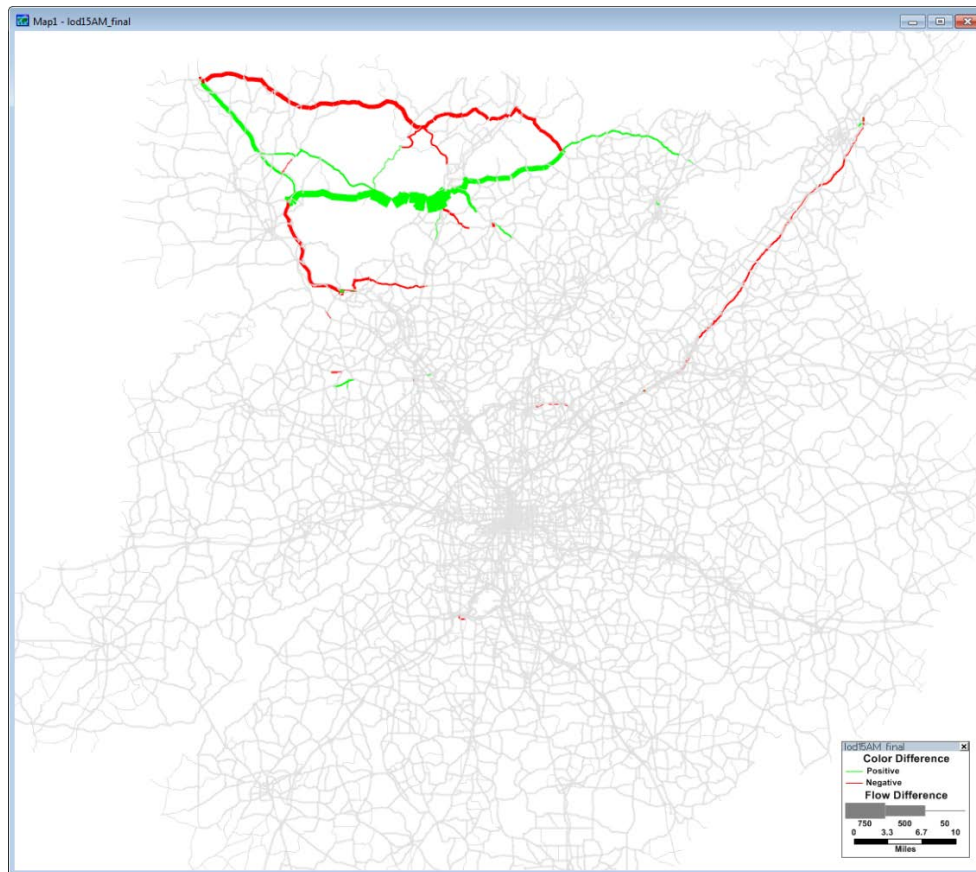 Map1 - lod15AM_final
lod15AM_final
Color Difference
Positive
Negative
Flow Difference
750 500 50
0 3.3 6.7 10
Miles